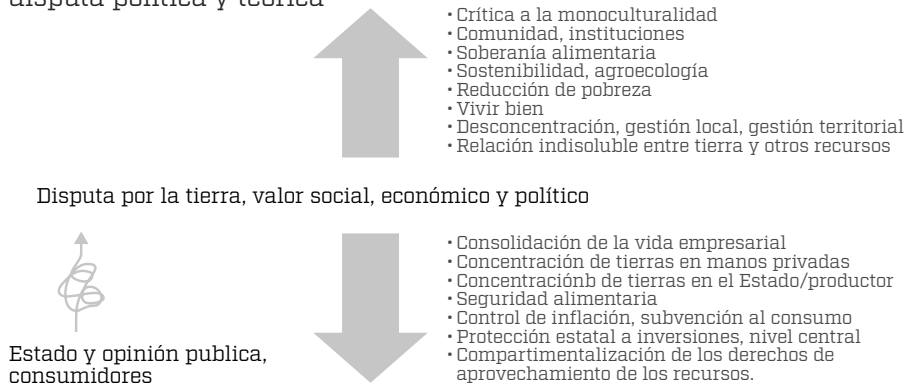 disputa política y teórica
• Crítica a la monoculturalidad
• Comunidad, instituciones
• Soberanía alimentaria
• Sostenibilidad, agroecología
• Reducción de pobreza
• Vivir bien
• Desconcentración, gestión local, gestión territorial
• Relación indisoluble entre tierra y otros recursos
Disputa por la tierra, valor social, económico y político
• Consolidación de la vida empresarial
• Concentración de tierras en manos privadas
• Concentraciónb de tierras en el Estado/productor
• Seguridad alimentaria
• Control de inflación, subvención al consumo
• Protección estatal a inversiones, nivel central
• Compartimentalización de los derechos de
aprovechamiento de los recursos.
Estado y opinión publica,
consumidores